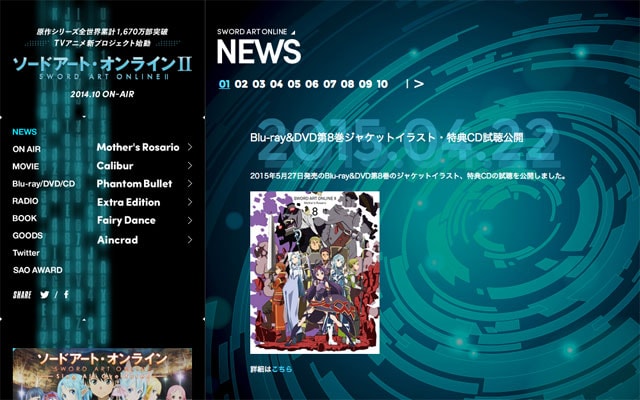 原作シリーズ全世界累計1,670万部突破
TVアニメ新プロジェクト始動
ソードアート・オンラインII
SWORD ART ONLINE II
2014.10 ON-AIR
NEWS
ON AIR
MOVIE
Blu-ray/DVD/CD
RADIO
BOOK
GOODS
Twitter
SAO AWARD
Mother's Rosario
Calibur
Phantom Bullet
Extra Edition
Fairy Dance
Aincrad
SHARE /
ソードアート・オンライン
SWORD ART ONLINE
SWORD ART ONLINE
NEWS
01 02 03 04 05 06 07 08 09 10 | >
2015.04.22
Blu-ray&DVD第8巻ジャケットイラスト・特典CD試聴公開
2015年5月27日発売のBlu-ray&DVD第8巻のジャケットイラスト、特典CDの試聴を公開しました。
SWORD ART ONLINE II
8
詳細はこちら